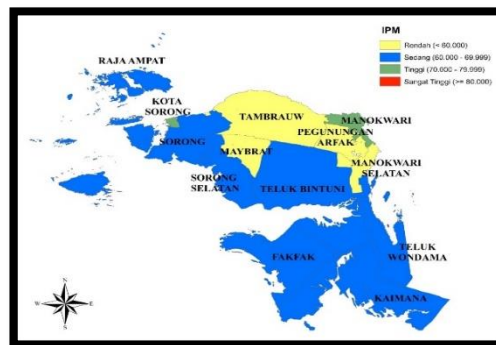 IPM
Rendah (< 60.000)
Sedang (60.000 - 69.999)
Tinggi (70.000 - 79.999)
Sangat Tinggi (>= 80.000)
RAJA AMPAT
KOTA
SORONG
TAMBRAUW
MANOKWARI
PEGUNUNGAN
ARFAK
SORONG
MAYBRAT
MANOKWARI
SELATAN
SORONG
SELATAN
TELUK BINTUNI
FAKFAK
TELUK
WONDAMA
KAIMANA
N
W
E
S